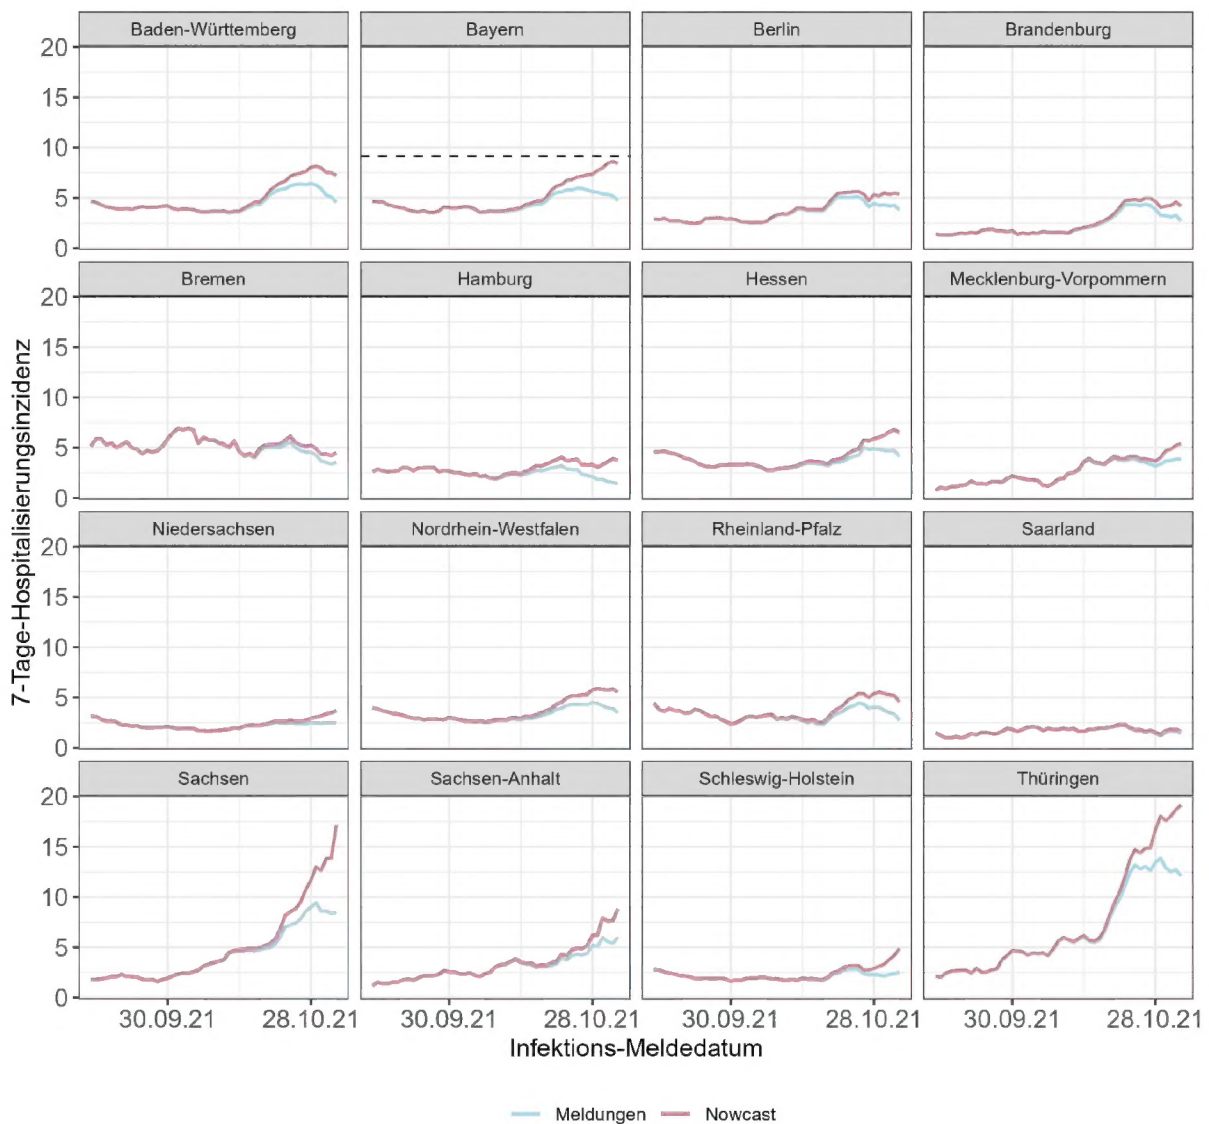 Baden-Württemberg Bayern Berlin Brandenburg
20
15
10
5
0
Bremen Hamburg Hessen Mecklenburg-Vorpommern
20
15
10
5
0
7-Tage-Hospitalisierungsinzidenz
Niedersachsen Nordrhein-Westfalen Rheinland-Pfalz Saarland
20
15
10
5
0
Sachsen Sachsen-Anhalt Schleswig-Holstein Thüringen
20
15
10
5
0
30.09.21 28.10.21 30.09.21 28.10.21 30.09.21 28.10.21 30.09.21 28.10.21
Infektions-Meldedatum
Meldungen Nowcast